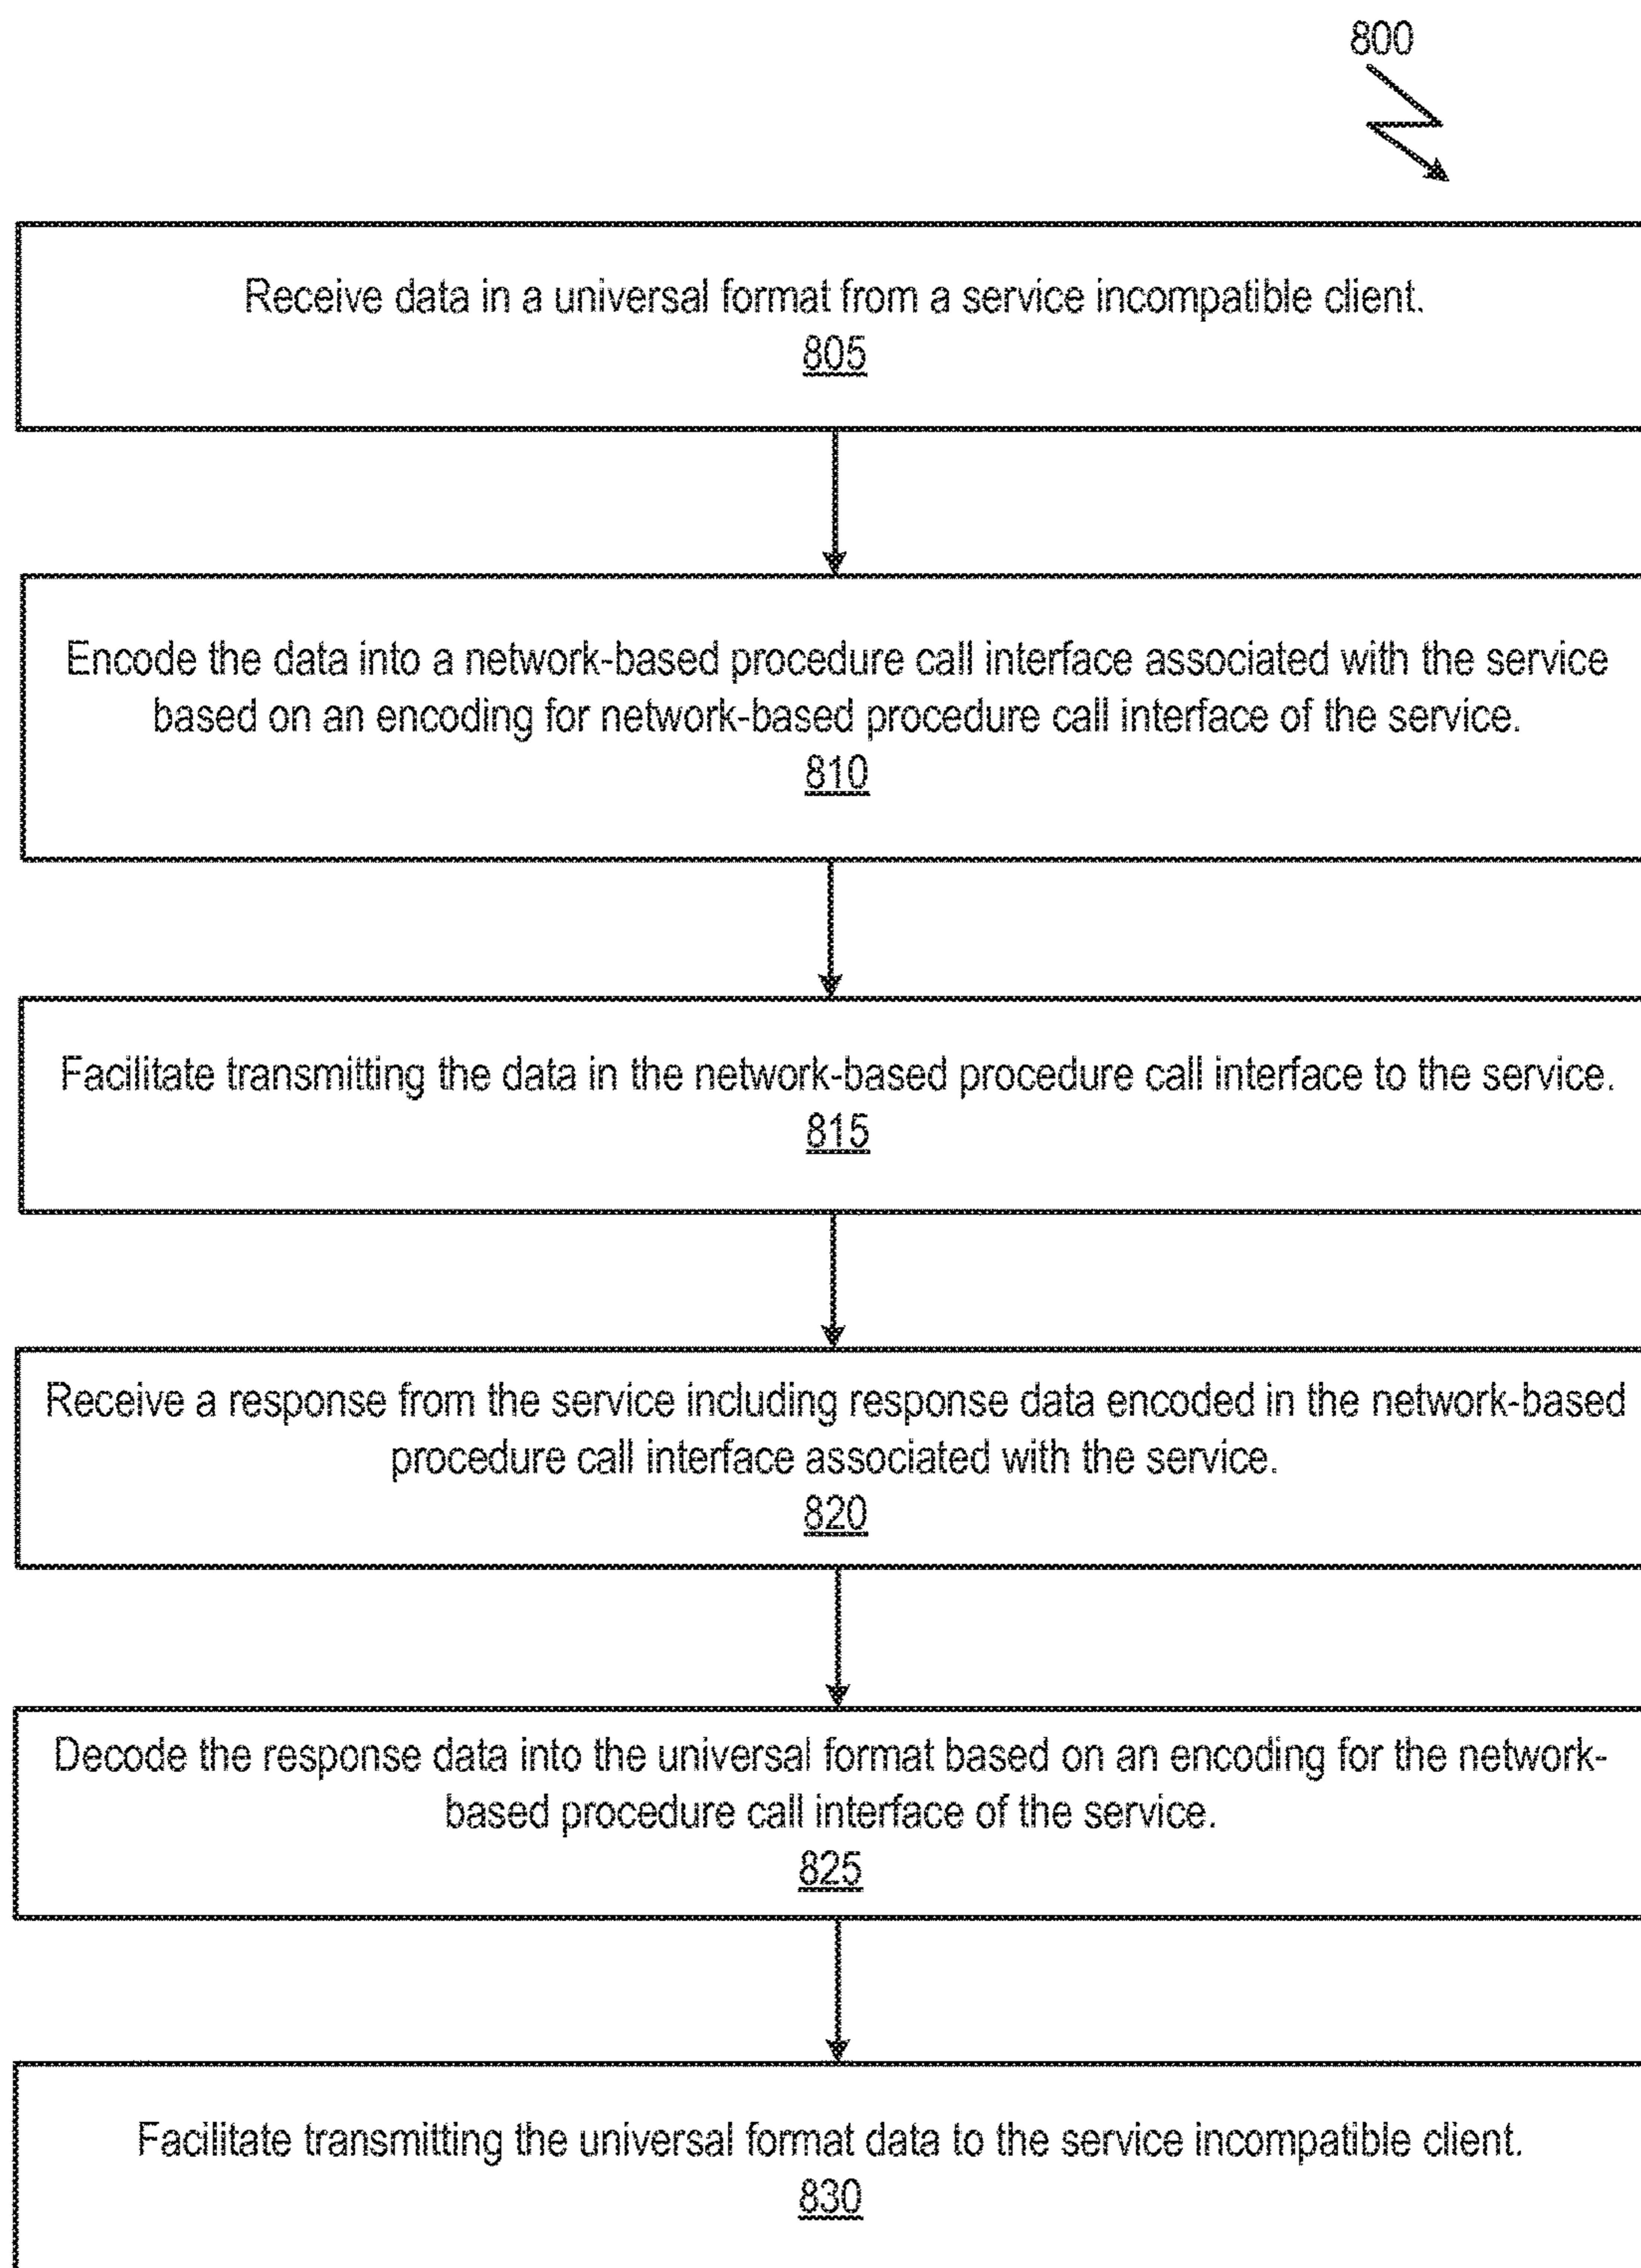 800
Receive data in a universal format from a service incompatible client.
805
Encode the data into a network-based procedure call interface associated with the service
based on an encoding for network-based procedure call interface of the service.
810
Facilitate transmitting the data in the network-based procedure call interface to the service.
815
Receive a response from the service including response data encoded in the network-based
procedure call interface associated with the service.
820
Decode the response data into the universal format based on an encoding for the network-
based procedure call interface of the service.
825
Facilitate transmitting the universal format data to the service incompatible client.
830